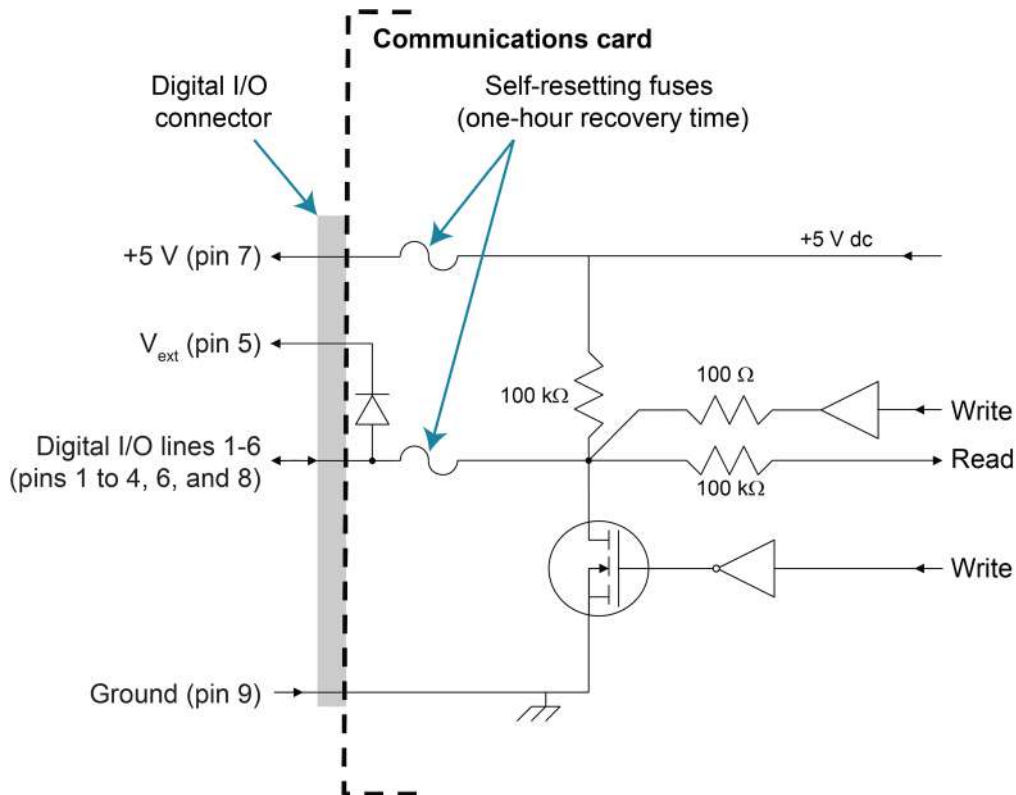 Communications card
Digital I/O
connector
Self-resetting fuses
(one-hour recovery time)
+5 V (pin 7)
+5 V dc
Vext (pin 5)
100 kΩ
100 Ω
Write
Digital I/O lines 1-6
(pins 1 to 4, 6, and 8)
Read
100 kΩ
Write
Ground (pin 9)